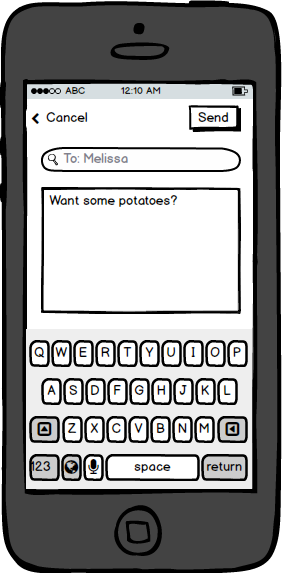 ABC 12:10 AM
Cancel Send
To: Melissa
Want some potatoes?
Q W E R T Y U I O P
A S D F G H J K L
Z X C V B N M
123 space return